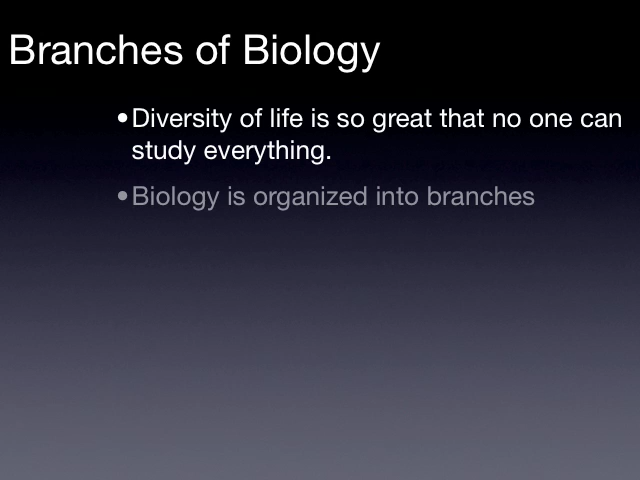 Branches of Biology
•Diversity of life is so great that no one can
study everything.
•Biology is organized into branches